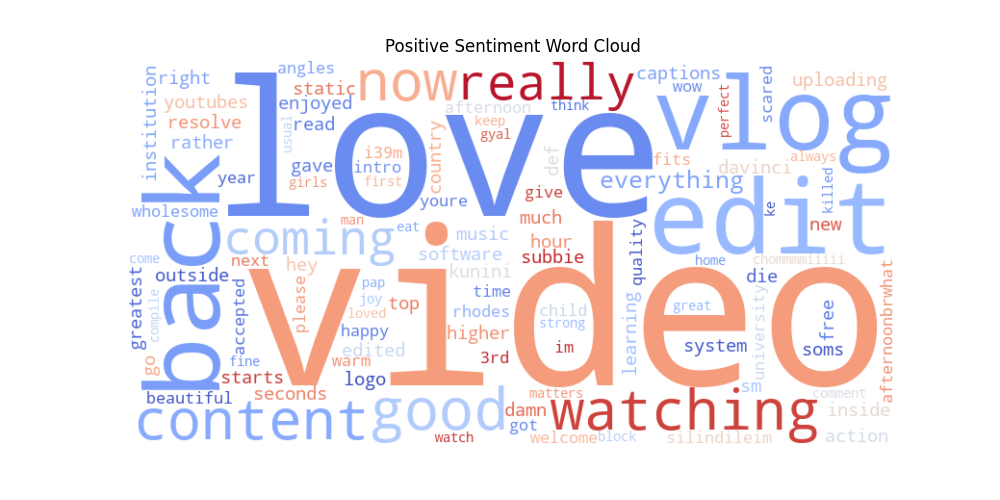 Positive Sentiment Word Cloud
institution
right
angles
static
now
really
captions
wow
perfect
scared
uploading
youtubes
enjoyed
usual
afternoon
think
keep
gyal
vlog
resolve
read
love
rather
i39m
country
def
fits
davinci
always
year
gave
intro
girls
first
youre
give
everything
killed
wholesome
back
man
eat
much
edit
ke
new
coming
music
hour
subbie
quality
come
next
hey
software
kunini
home
chommmmiiiii
outside
greatest
compile
accepted
please
video
pap
joy
loved
time
die
top
rhodes
child
strong
great
university
free
afternoonbrwhat
happy
higher
learning
system
soms
go
fine
edited
warm
3rd
im
starts
logo
sm
beautiful
seconds
matters
comment
content
good
damn
got
watching
inside
watch
welcome
block
silindileim
action